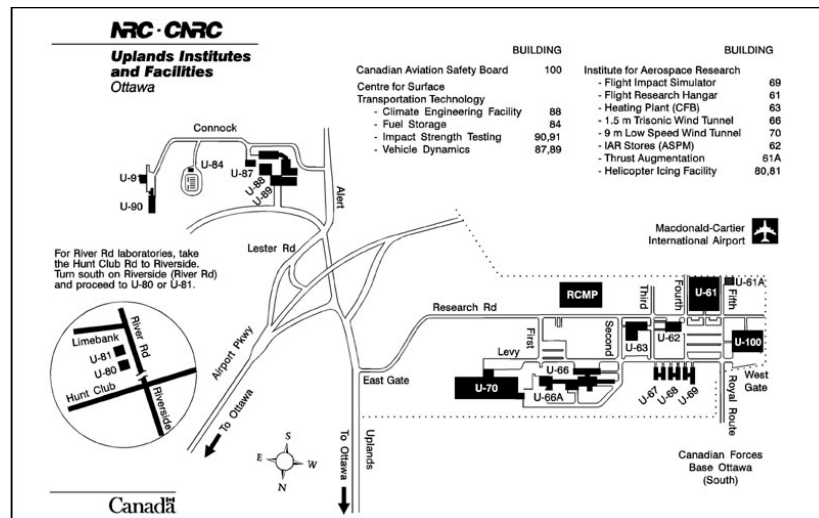 NRC · CNRC
Uplands Institutes
and Facilities
Ottawa
BUILDING
Canadian Aviation Safety Board 100
Centre for Surface
Transportation Technology
- Climate Engineering Facility 88
- Fuel Storage 84
- Impact Strength Testing 90,91
- Vehicle Dynamics 87,89
BUILDING
Institute for Aerospace Research
- Flight Impact Simulator 69
- Flight Research Hangar 61
- Heating Plant (CFB) 63
- 1.5 m Trisonic Wind Tunnel 66
- 9 m Low Speed Wind Tunnel 70
- IAR Stores (ASPM) 62
- Thrust Augmentation 61A
- Helicopter Icing Facility 80,81
Connock
U-91
U-84
U-87
U-88
U-89
U-90
Alert
Lester Rd
Macdonald-Cartier
International Airport
For River Rd laboratories, take
the Hunt Club Rd to Riverside.
Turn south on Riverside (River Rd)
and proceed to U-80 or U-81.
RCMP
Third
Fourth
U-61
Fifth
U-61A
Research Rd
First
Second
U-63
U-62
U-100
Levy
River Rd
Limebank
U-81
U-80
Hunt Club
Riverside
Airport Pkwy
East Gate
U-70
U-66
U-66A
U-67
U-68
U-69
Royal Route
West
Gate
To Ottawa
To Ottawa
Uplands
S
E W
N
Canadian Forces
Base Ottawa
(South)
Canada